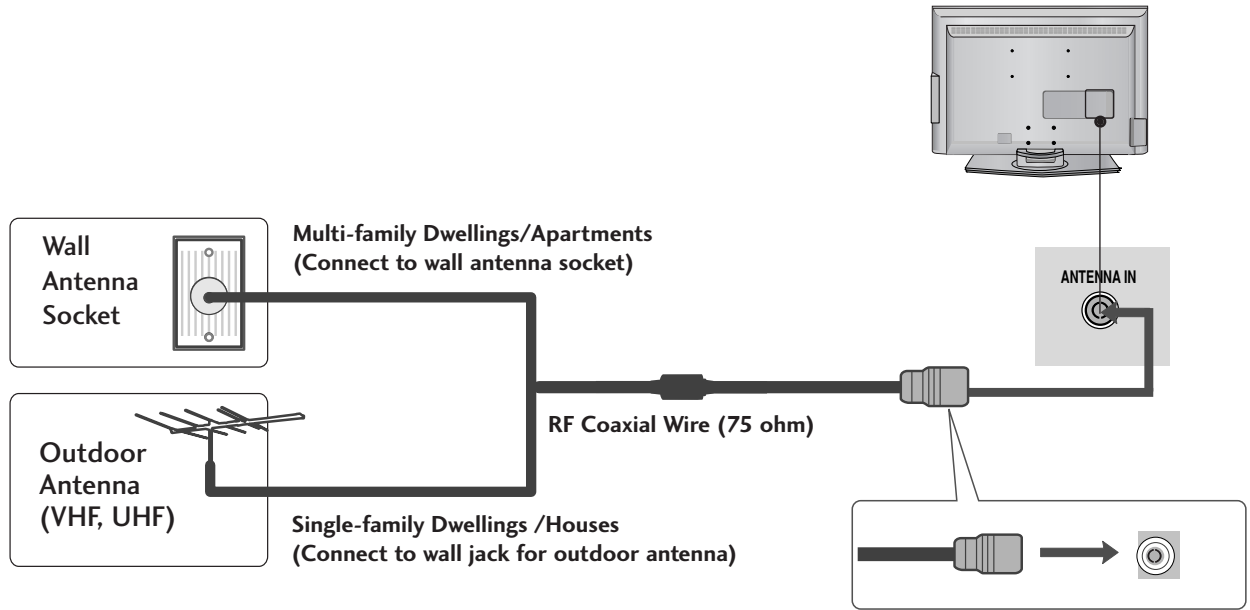 Wall
Antenna
Socket
Multi-family Dwellings/Apartments
(Connect to wall antenna socket)
ANTENNA IN
RF Coaxial Wire (75 ohm)
Outdoor
Antenna
(VHF, UHF)
Single-family Dwellings /Houses
(Connect to wall jack for outdoor antenna)